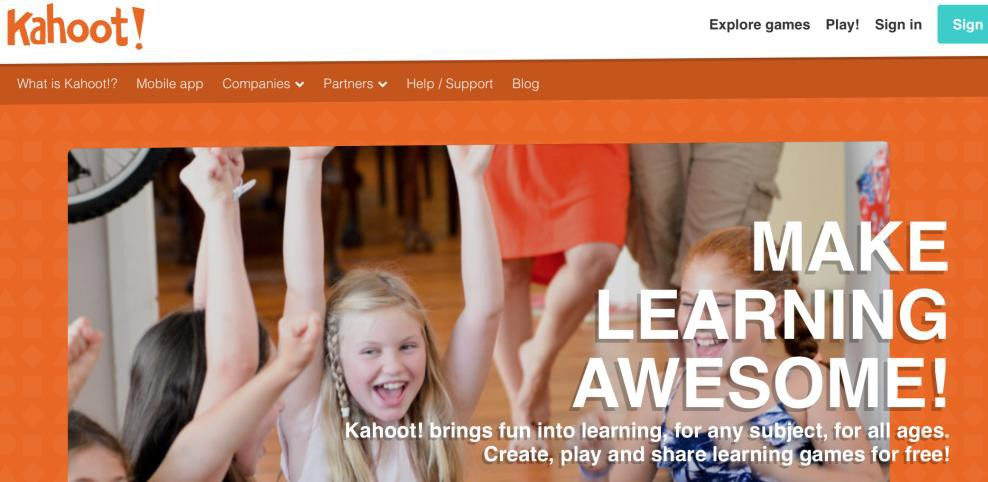 Kahoot!
Explore games Play! Sign in Sign
What is Kahoot!? Mobile app Companies Partners Help / Support Blog
MAKE
LEARNING
AWESOME!
Kahoot! brings fun into learning, for any subject, for all ages.
Create, play and share learning games for free!